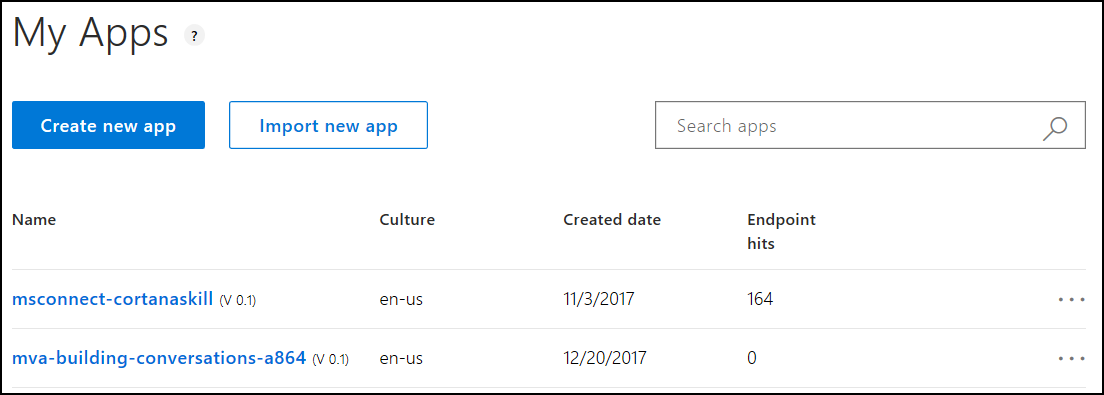 My Apps ?
Create new app Import new app Search apps
Name Culture Created date Endpoint
hits
msconnect-cortanaskill (V 0.1) en-us 11/3/2017 164 ...
mva-building-conversations-a864 (V 0.1) en-us 12/20/2017 0 ...